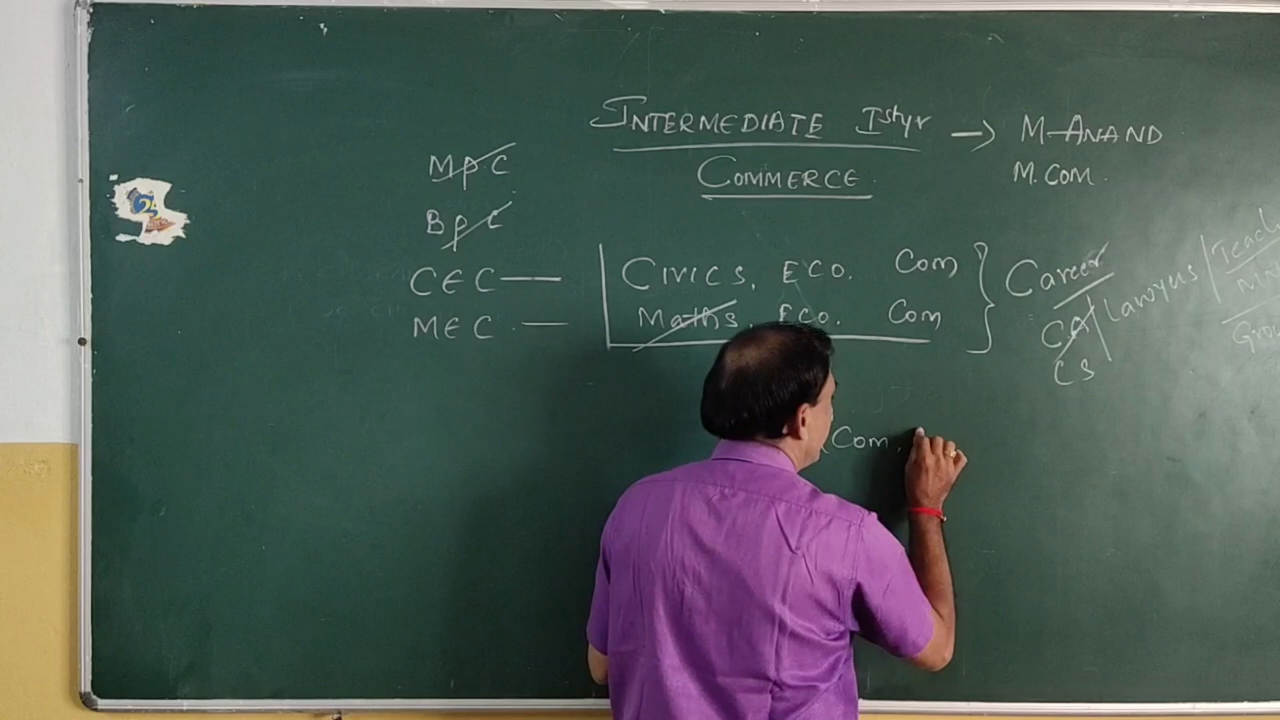 INTERMEDIATE Ist yr → M. ANAND
COMMERCE M.COM.
MPC
BPC
CEC — CIVICS, ECO. Com } Career
MEC — Maths, ECO. Com CA / Lawyers
CS
(Com,